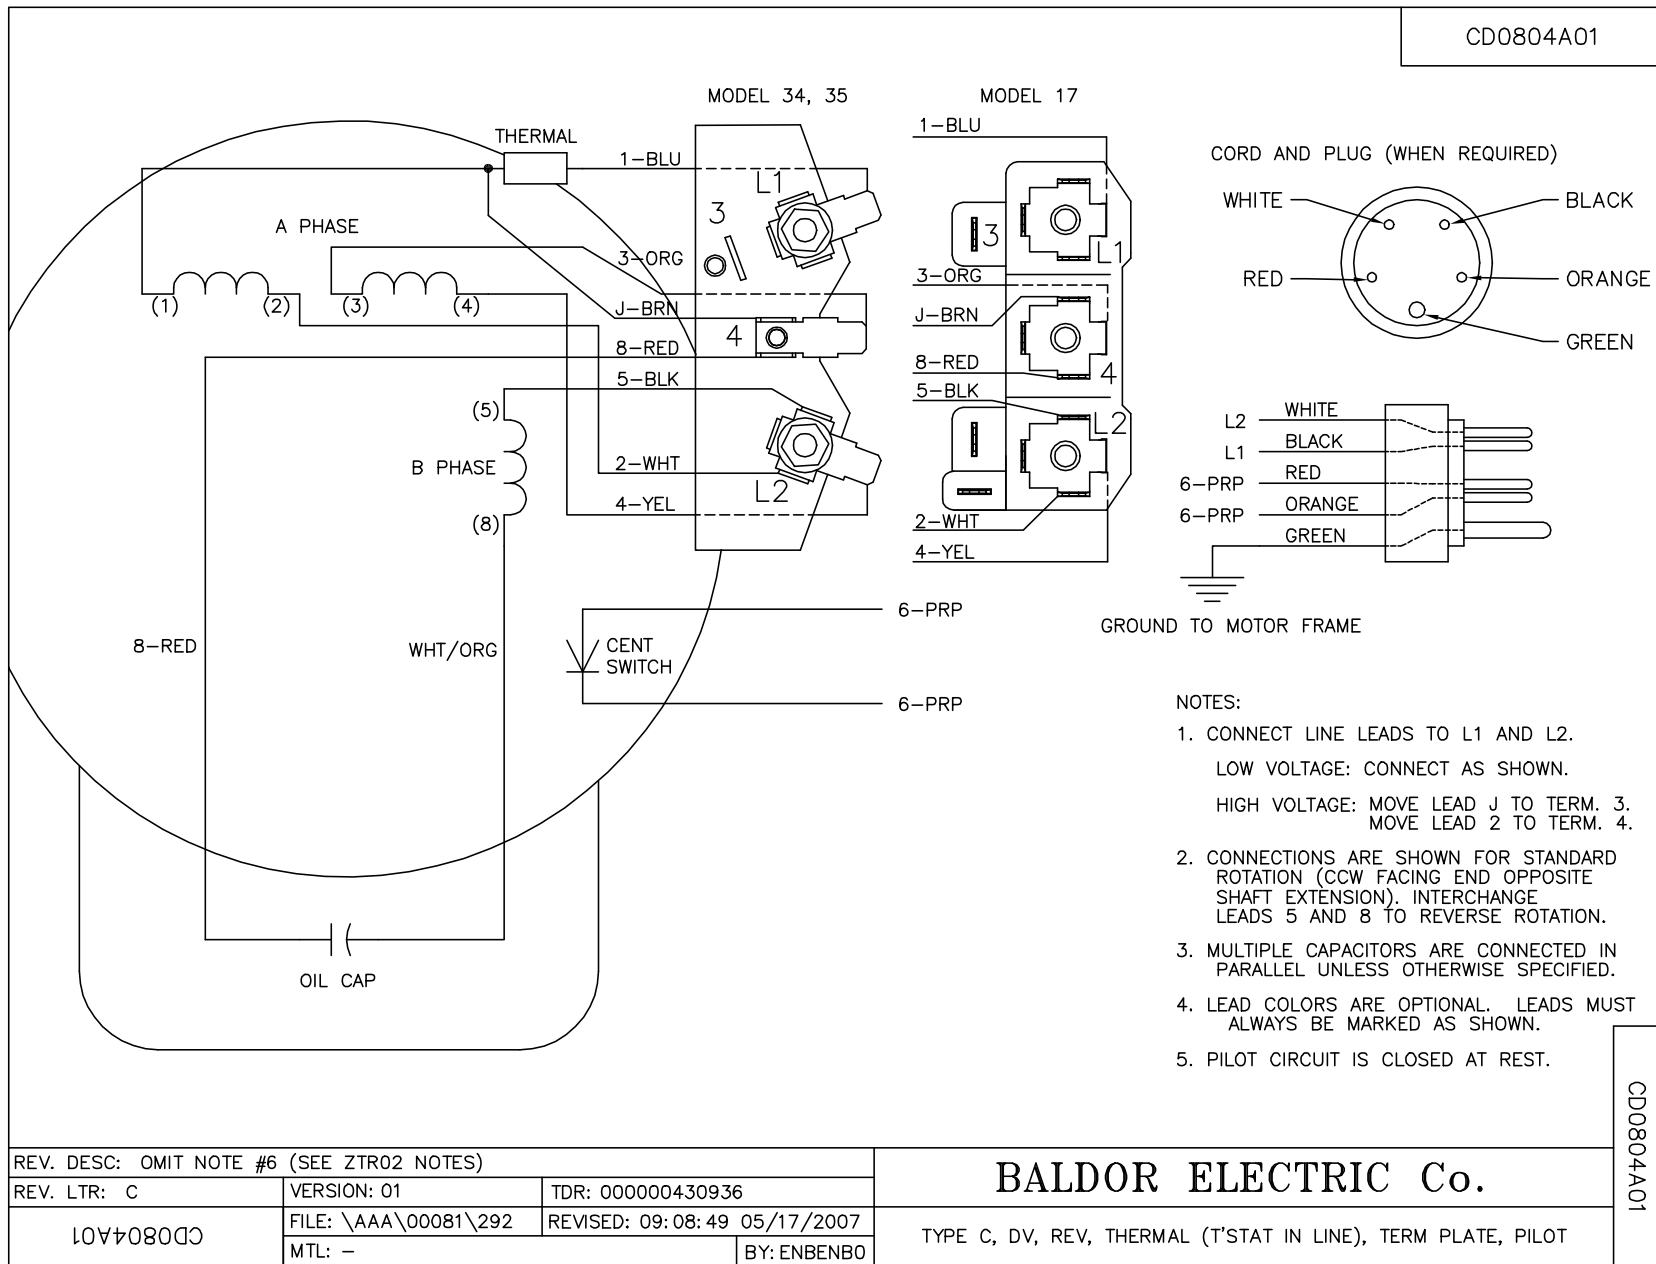 CD0804A01
MODEL 34, 35
MODEL 17
THERMAL
1-BLU
1-BLU
L1
3
A PHASE
3-ORG
(1)
(2)
(3)
(4)
J-BRN
4
8-RED
5-BLK
(5)
B PHASE
2-WHT
L2
4-YEL
(8)
3
L1
3-ORG
J-BRN
8-RED
4
5-BLK
L2
2-WHT
4-YEL
CORD AND PLUG (WHEN REQUIRED)
WHITE
BLACK
RED
ORANGE
GREEN
L2 WHITE
L1 BLACK
6-PRP RED
6-PRP ORANGE
GREEN
GROUND TO MOTOR FRAME
8-RED
WHT/ORG
6-PRP
CENT
SWITCH
6-PRP
OIL CAP
NOTES:
1. CONNECT LINE LEADS TO L1 AND L2.
LOW VOLTAGE: CONNECT AS SHOWN.
HIGH VOLTAGE: MOVE LEAD J TO TERM. 3.
MOVE LEAD 2 TO TERM. 4.
2. CONNECTIONS ARE SHOWN FOR STANDARD
ROTATION (CCW FACING END OPPOSITE
SHAFT EXTENSION). INTERCHANGE
LEADS 5 AND 8 TO REVERSE ROTATION.
3. MULTIPLE CAPACITORS ARE CONNECTED IN
PARALLEL UNLESS OTHERWISE SPECIFIED.
4. LEAD COLORS ARE OPTIONAL. LEADS MUST
ALWAYS BE MARKED AS SHOWN.
5. PILOT CIRCUIT IS CLOSED AT REST.
CD0804A01
REV. DESC: OMIT NOTE #6 (SEE ZTR02 NOTES)
REV. LTR: C
VERSION: 01
TDR: 000000430936
CD0804A01
FILE: \AAA\00081\292
REVISED: 09:08:49 05/17/2007
MTL: -
BY: ENBENBO
BALDOR ELECTRIC Co.
TYPE C, DV, REV, THERMAL (T'STAT IN LINE), TERM PLATE, PILOT